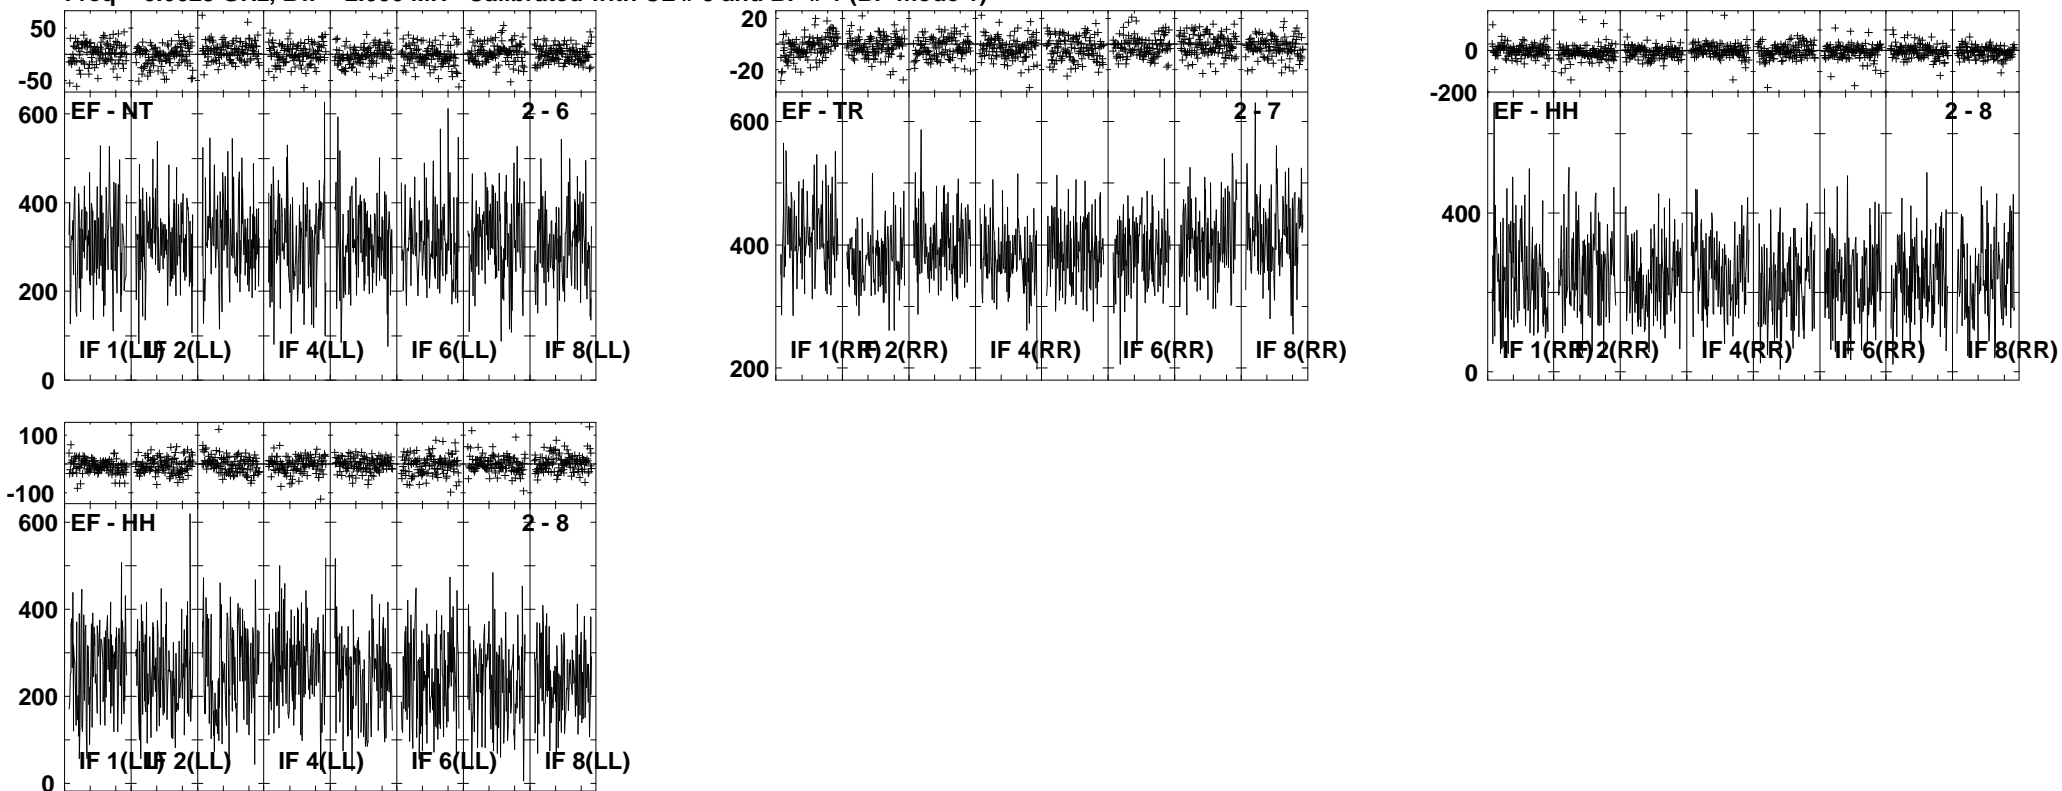 50
-50
600
EF - NT
2 - 6
400
200
IF 1(LL)
IF 2(LL)
IF 4(LL)
IF 6(LL)
IF 8(LL)
0
20
-20
600
EF - TR
2 - 7
400
IF 1(RR)
IF 2(RR)
IF 4(RR)
IF 6(RR)
IF 8(RR)
200
0
-200
EF - HH
2 - 8
400
IF 1(RR)
IF 2(RR)
IF 4(RR)
IF 6(RR)
IF 8(RR)
0
100
-100
600
EF - HH
2 - 8
400
200
IF 1(LL)
IF 2(LL)
IF 4(LL)
IF 6(LL)
IF 8(LL)
0